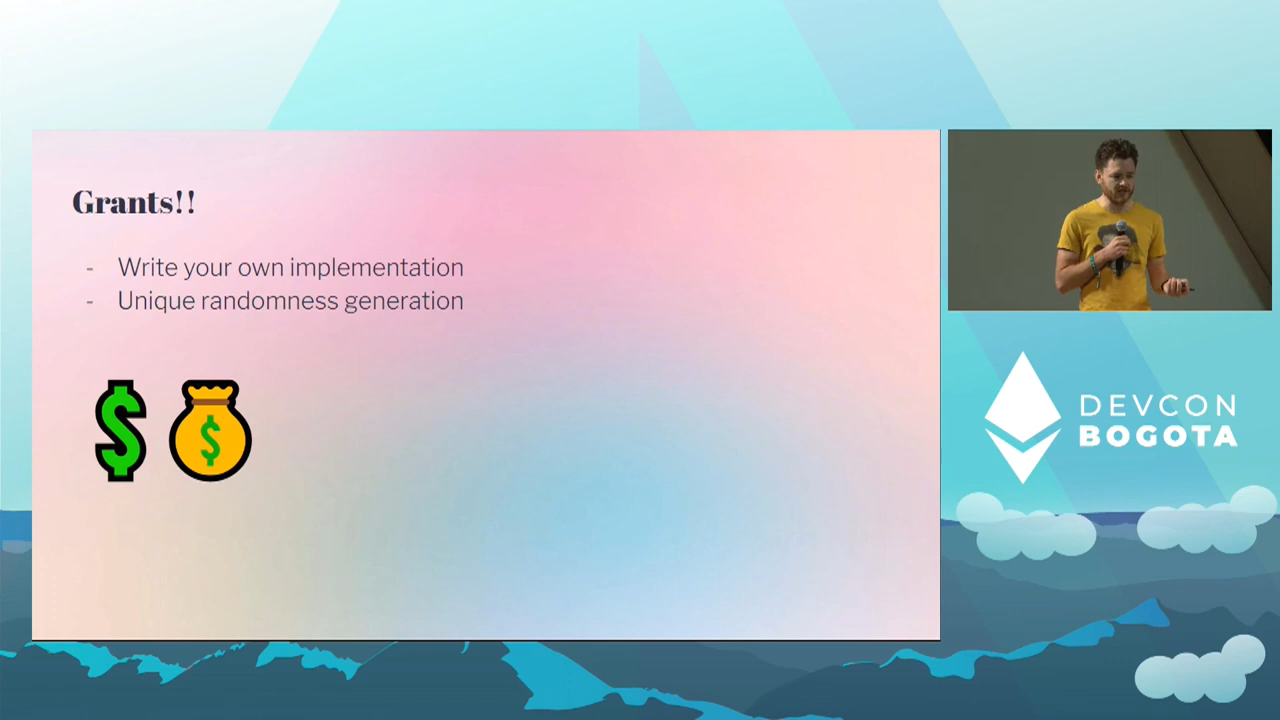 Grants!!
- Write your own implementation
- Unique randomness generation
$ $
DEVCON
BOGOTA